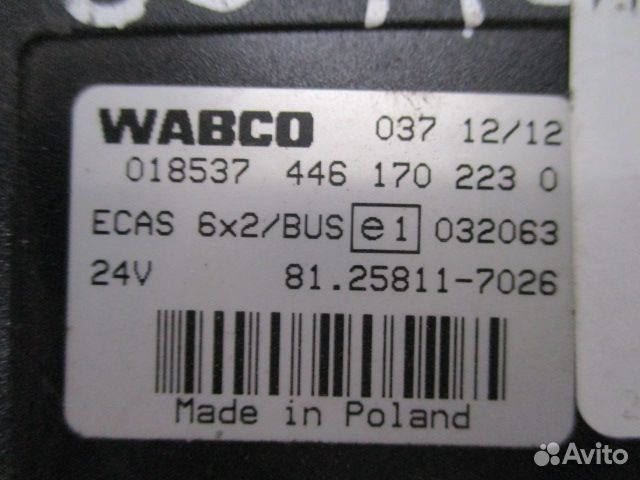 WABCO 037 12/12
018537 446 170 223 0
ECAS 6x2/BUS e1 032063
24V 81.25811-7026
Made in Poland
Avito